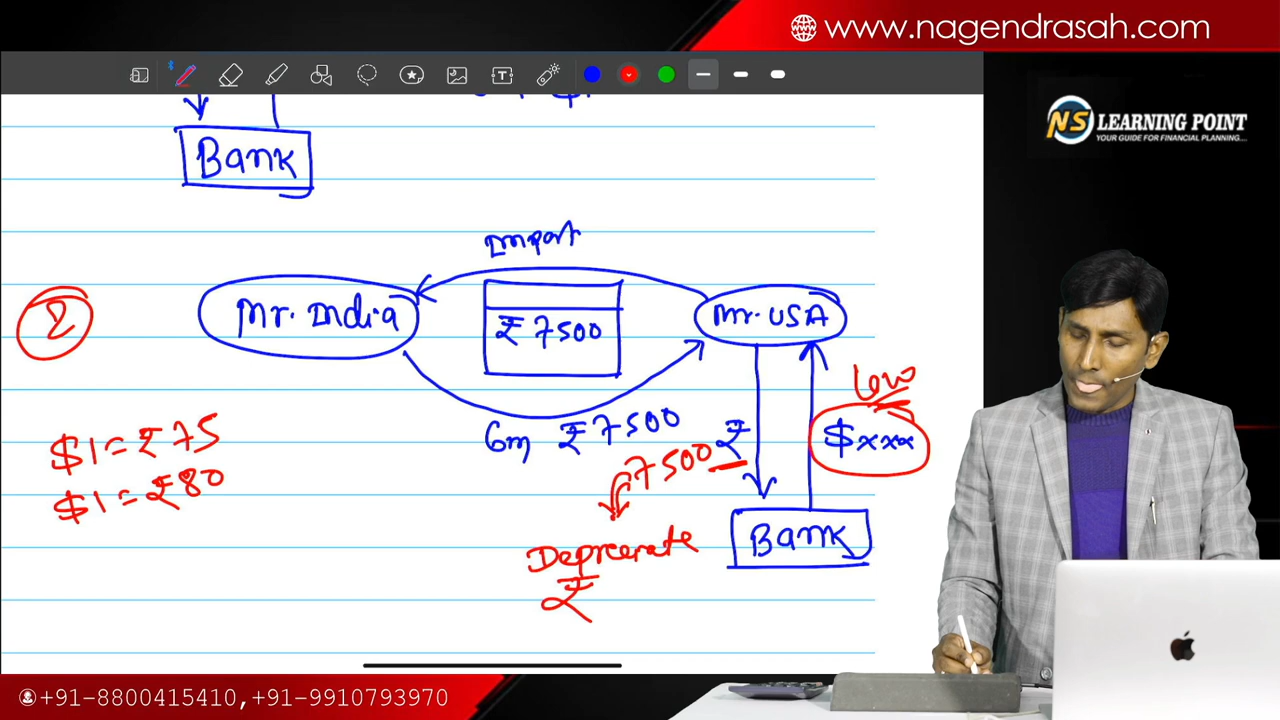 www.nagendrasah.com
NS LEARNING POINT
YOUR GUIDE FOR FINANCIAL PLANNING....
T
Bank
Import
2
Mr. India
₹ 7500
Mr. USA
Low
$1 = ₹75
6m ₹7500
7500 ₹
$xxx
$1 = ₹80
Bank
Depreerate
₹
+91-8800415410,+91-9910793970